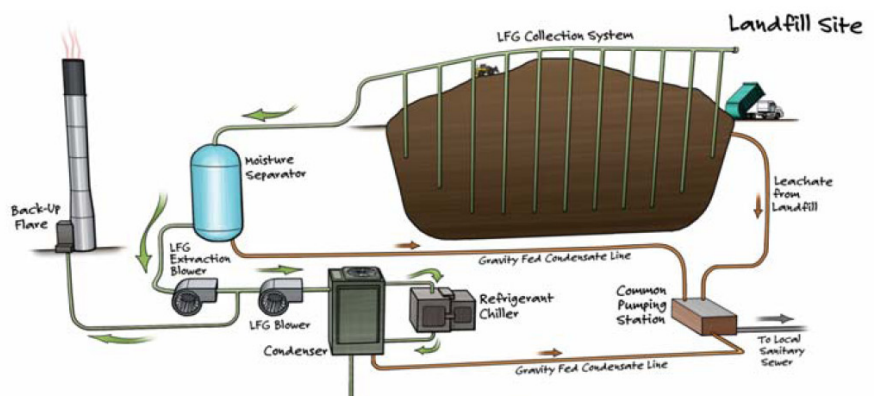 Landfill Site
LFG Collection System
Moisture
Separator
Leachate
from
Landfill
Back-Up
Flare
LFG
Extraction
Blower
Gravity Fed Condensate Line
LFG Blower
Refrigerant
Chiller
Common
Pumping
Station
Condenser
To Local
Sanitary
Sewer
Gravity Fed Condensate Line